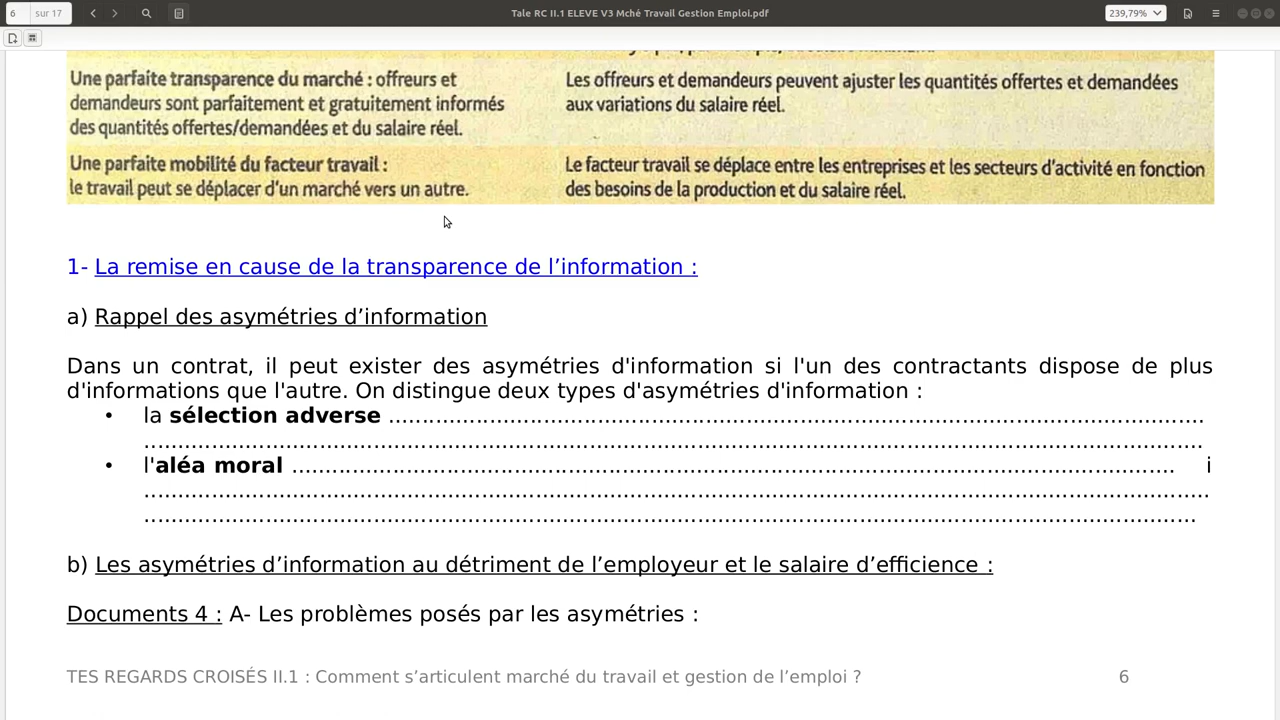 6 sur 17
Tale RC II.1 ELEVE V3 Mché Travail Gestion Emploi.pdf
239,79%
Une parfaite transparence du marché : offreurs et
demandeurs sont parfaitement et gratuitement informés
des quantités offertes/demandées et du salaire réel.
Les offreurs et demandeurs peuvent ajuster les quantités offertes et demandées
aux variations du salaire réel.
Une parfaite mobilité du facteur travail :
le travail peut se déplacer d'un marché vers un autre.
Le facteur travail se déplace entre les entreprises et les secteurs d'activité en fonction
des besoins de la production et du salaire réel.
1- La remise en cause de la transparence de l’information :
a) Rappel des asymétries d’information
Dans un contrat, il peut exister des asymétries d'information si l'un des contractants dispose de plus
d'informations que l'autre. On distingue deux types d'asymétries d'information :
• la sélection adverse ........................................................................................................................
............................................................................................................................................................
• l'aléa moral .................................................................................................................................. i
.............................................................................................................................................................
...........................................................................................................................................................
b) Les asymétries d’information au détriment de l’employeur et le salaire d’efficience :
Documents 4 : A- Les problèmes posés par les asymétries :
TES REGARDS CROISÉS II.1 : Comment s’articulent marché du travail et gestion de l’emploi ? 6